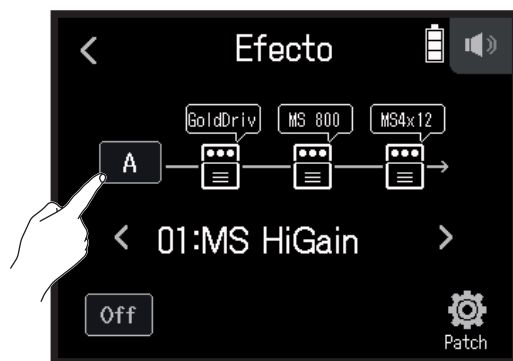 Efecto
GoldDriv MS 800 MS4x12
A
01:MS HiGain
Off
Patch